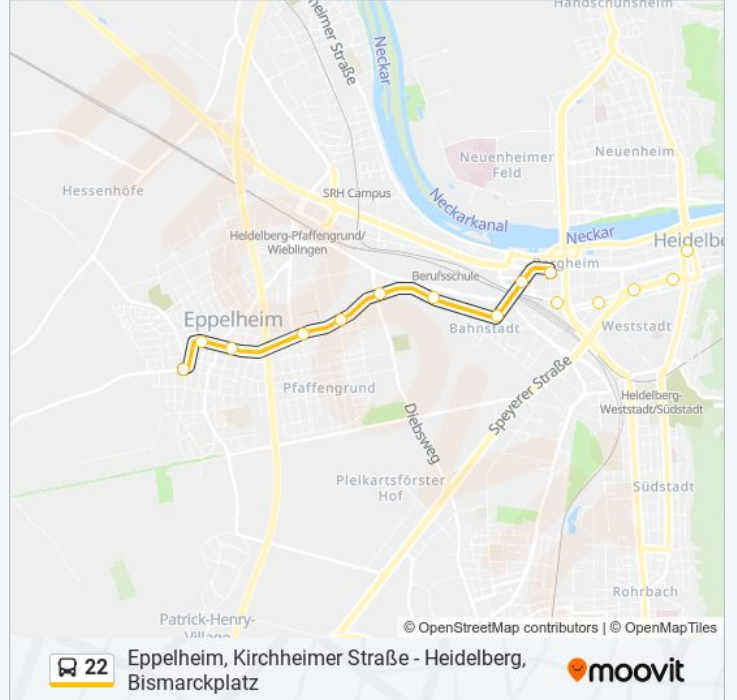 Handschuhsheim
heimer Straße
Neckar
Neuenheimer
Feld
Neuenheim
Hessenhöfe
SRH Campus
Neckarkanal
Heidelberg-Pfaffengrund/
Wieblingen
Neckar
Heidelbe
Bergheim
Berufsschule
Eppelheim
Bahnstadt
Weststadt
Pfaffengrund
Speyerer Straße
Heidelberg-
Weststadt/Südstadt
Diebsweg
Pleikartsförster
Hof
Südstadt
Rohrbach
Patrick-Henry-
Village
© OpenStreetMap contributors | © OpenMapTiles
22
Eppelheim, Kirchheimer Straße - Heidelberg,
Bismarckplatz
moovit